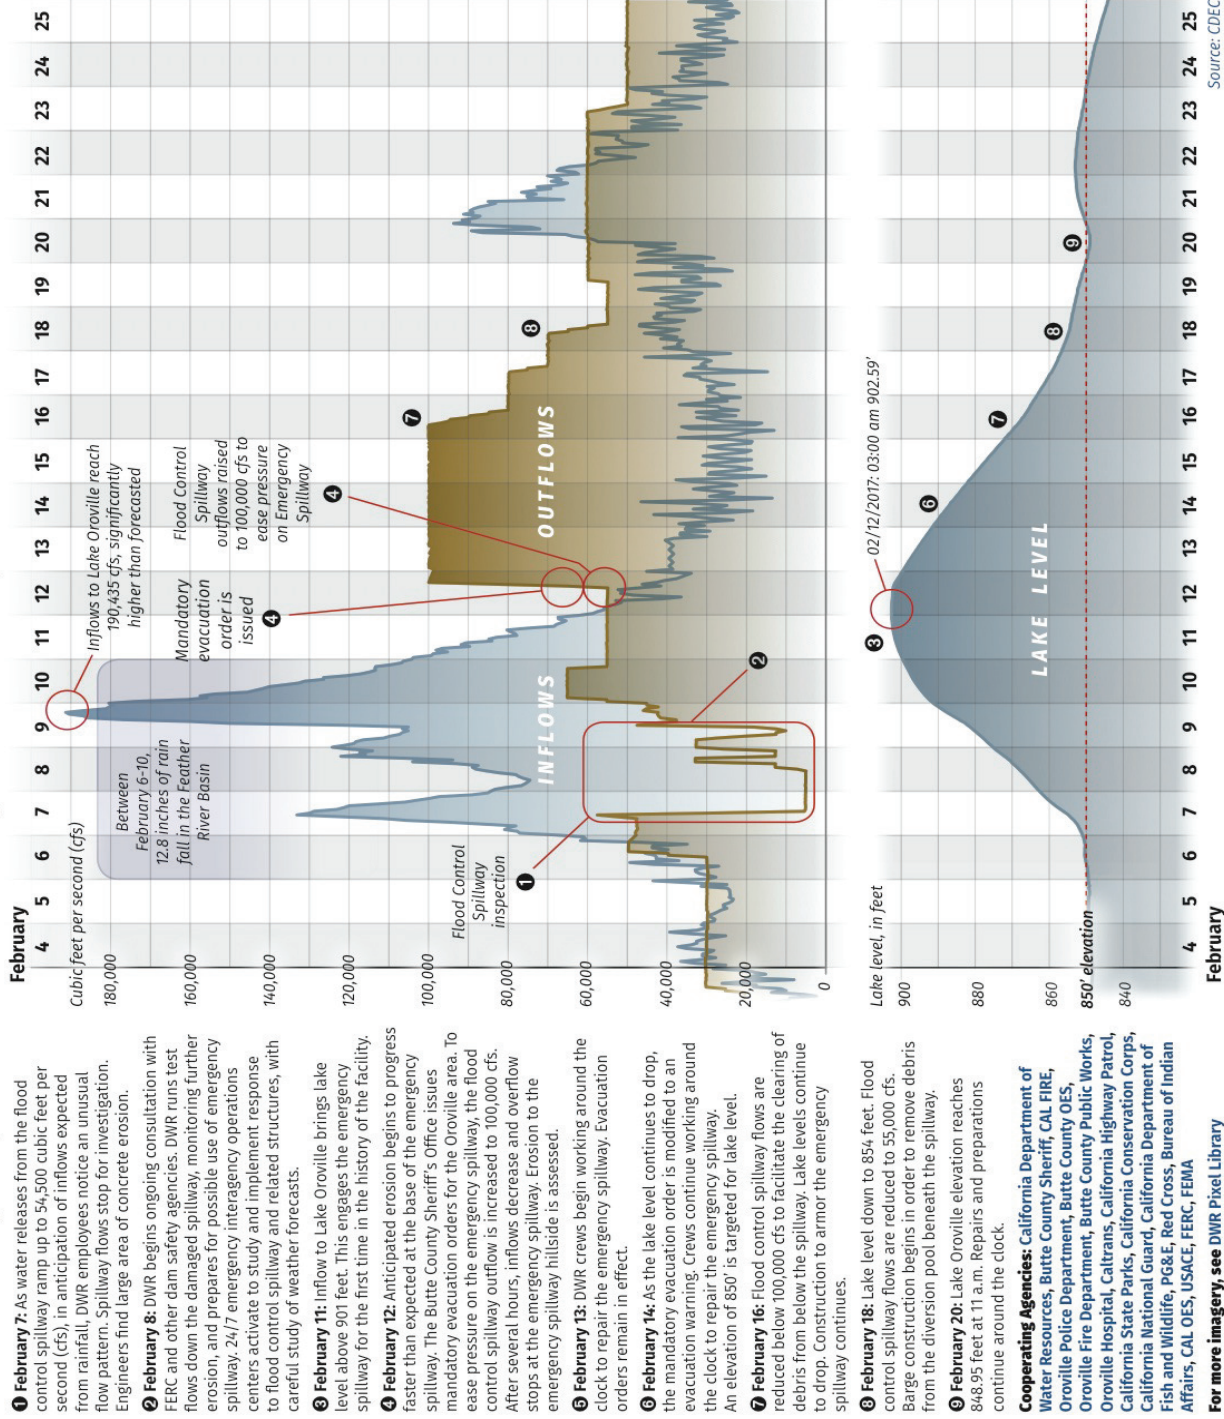 ❶ February 7: As water releases from the flood
control spillway ramp up to 54,500 cubic feet per
second (cfs), in anticipation of inflows expected
from rainfall, DWR employees notice an unusual
flow pattern. Spillway flows stop for investigation.
Engineers find large area of concrete erosion.
❷ February 8: DWR begins ongoing consultation with
FERC and other dam safety agencies. DWR runs test
flows down the damaged spillway, monitoring further
erosion, and prepares for possible use of emergency
spillway. 24/7 emergency interagency operations
centers activate to study and implement response
to flood control spillway and related structures, with
careful study of weather forecasts.
❸ February 11: Inflow to Lake Oroville brings lake
level above 901 feet. This engages the emergency
spillway for the first time in the history of the facility.
❹ February 12: Anticipated erosion begins to progress
faster than expected at the base of the emergency
spillway. The Butte County Sheriff's Office issues
mandatory evacuation orders for the Oroville area. To
ease pressure on the emergency spillway, the flood
control spillway outflow is increased to 100,000 cfs.
After several hours, inflows decrease and overflow
stops at the emergency spillway. Erosion to the
emergency spillway hillside is assessed.
❺ February 13: DWR crews begin working around the
clock to repair the emergency spillway. Evacuation
orders remain in effect.
❻ February 14: As the lake level continues to drop,
the mandatory evacuation order is modified to an
evacuation warning. Crews continue working around
the clock to repair the emergency spillway.
An elevation of 850' is targeted for lake level.
❼ February 16: Flood control spillway flows are
reduced below 100,000 cfs to facilitate the clearing of
debris from below the spillway. Lake levels continue
to drop. Construction to armor the emergency
spillway continues.
❽ February 18: Lake level down to 854 feet. Flood
control spillway flows are reduced to 55,000 cfs.
Barge construction begins in order to remove debris
from the diversion pool beneath the spillway.
❾ February 20: Lake Oroville elevation reaches
848.95 feet at 11 a.m. Repairs and preparations
continue around the clock.
Cooperating Agencies: California Department of
Water Resources, Butte County Sheriff, CAL FIRE,
Oroville Police Department, Butte County OES,
Oroville Fire Department, Butte County Public Works,
Oroville Hospital, Caltrans, California Highway Patrol,
California State Parks, California Conservation Corps,
California National Guard, California Department of
Fish and Wildlife, PG&E, Red Cross, Bureau of Indian
Affairs, CAL OES, USACE, FERC, FEMA
For more imagery, see DWR Pixel Library
February
4 5 6 7 8 9 10 11 12 13 14 15 16 17 18 19 20 21 22 23 24 25
Cubic feet per second (cfs)
180,000
160,000
140,000
120,000
100,000
80,000
60,000
40,000
20,000
0
Between
February 6-10,
12.8 inches of rain
fall in the Feather
River Basin
Inflows to Lake Oroville reach
190,435 cfs, significantly
higher than forecasted
Mandatory
evacuation
order is
issued
❹
Flood Control
Spillway
outflows raised
to 100,000 cfs to
ease pressure
on Emergency
Spillway
❹
Flood Control
Spillway
inspection
❶
❷
INFLOWS
OUTFLOWS
❼
❽
Lake level, in feet
900
880
860
850' elevation
840
❸
02/12/2017: 03:00 am 902.59'
❻
❼
❽
❾
LAKE LEVEL
4 5 6 7 8 9 10 11 12 13 14 15 16 17 18 19 20 21 22 23 24 25
February
Source: CDEC